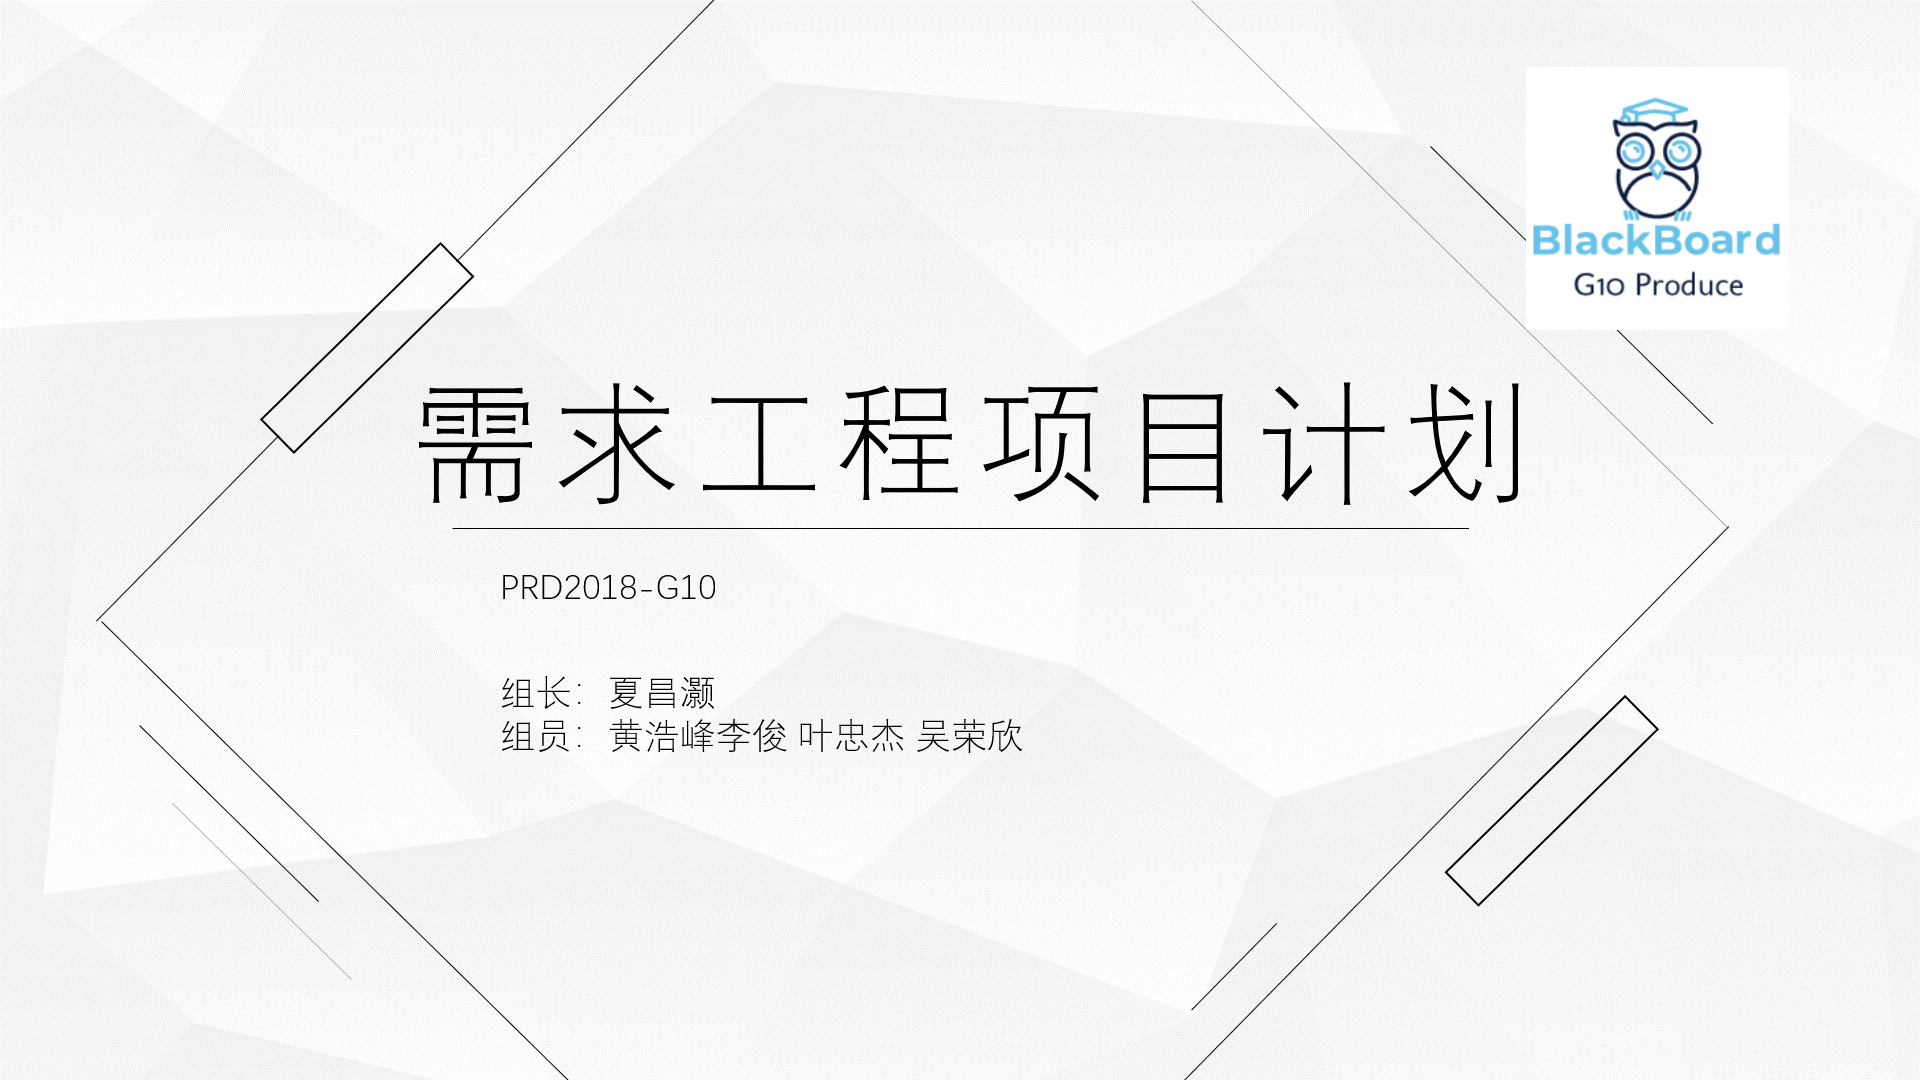 BlackBoard
G10 Produce
需求工程项目计划
PRD2018-G10
组长：夏昌灏
组员：黄浩峰李俊 叶忠杰 吴荣欣